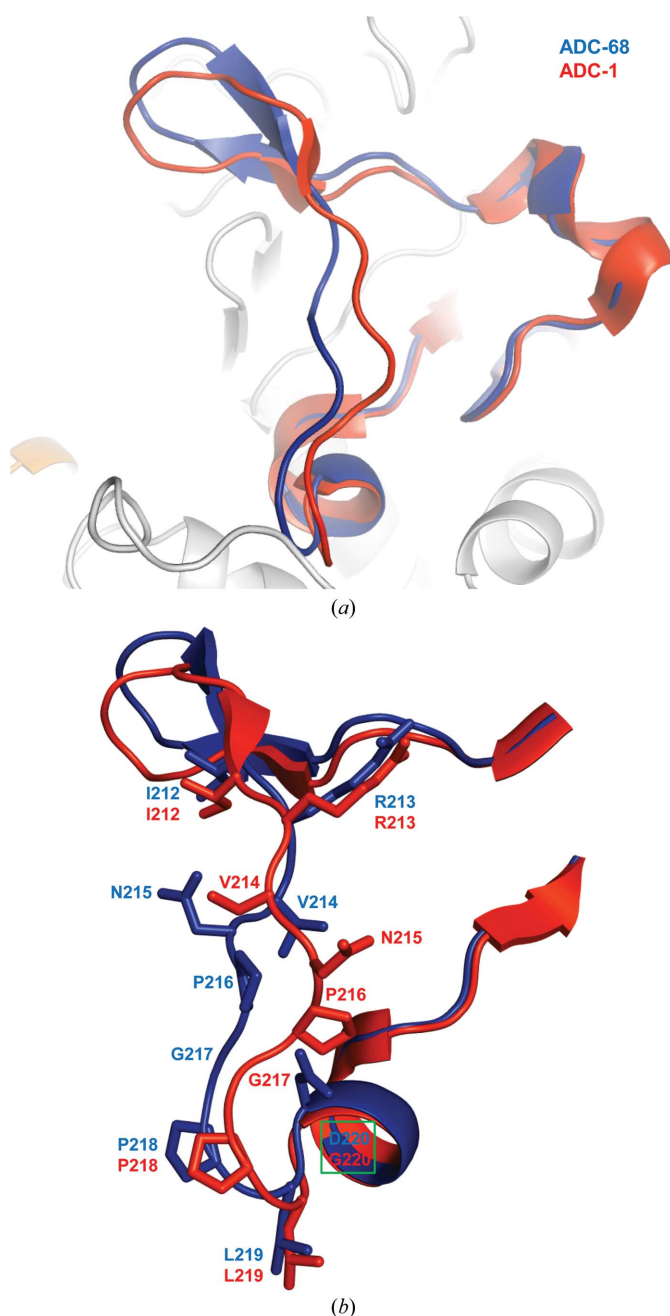 ADC-68
ADC-1
(a)
I212
I212
R213
R213
V214
V214
N215
N215
P216
P216
G217
G217
P218
P218
D220
G220
L219
L219
(b)